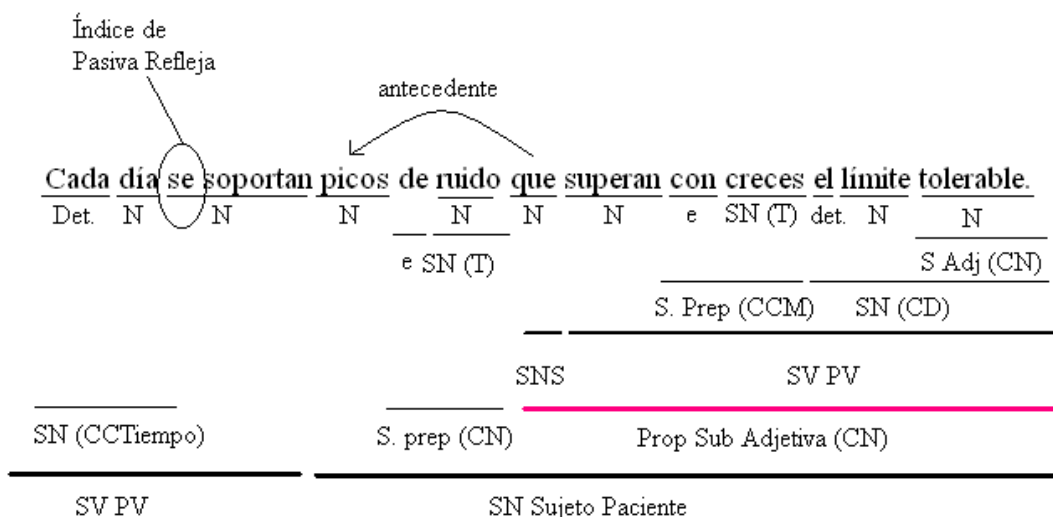 Índice de
Pasiva Refleja
antecedente
Cada día se soportan picos de ruido que superan con creces el límite tolerable.
Det. N N N N N N e SN (T) det. N N
e SN (T) S Adj (CN)
S. Prep (CCM) SN (CD)
SNS SV PV
SN (CCTiempo) S. prep (CN) Prop Sub Adjetiva (CN)
SV PV SN Sujeto Paciente